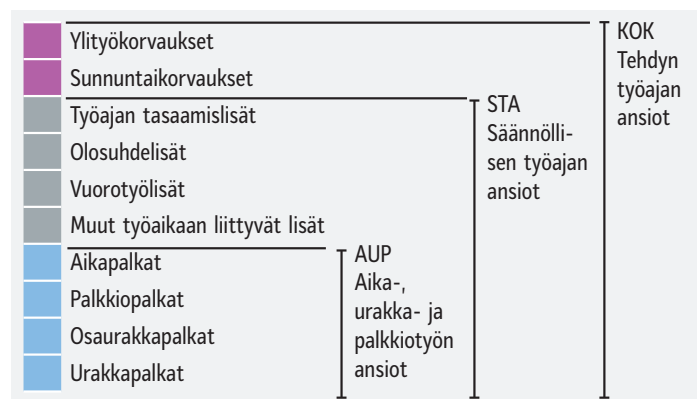 Ylityökorvaukset
Sunnuntaikorvaukset
Työajan tasaamislisät
Olosuhdelisät
Vuorotyölisät
Muut työaikaan liittyvät lisät
Aikapalkat
Palkkiopalkat
Osaurakkapalkat
Urakkapalkat
AUP
Aika-,
urakka- ja
palkkiotyön
ansiot
STA
Säännölli-
sen työajan
ansiot
KOK
Tehdyn
työajan
ansiot